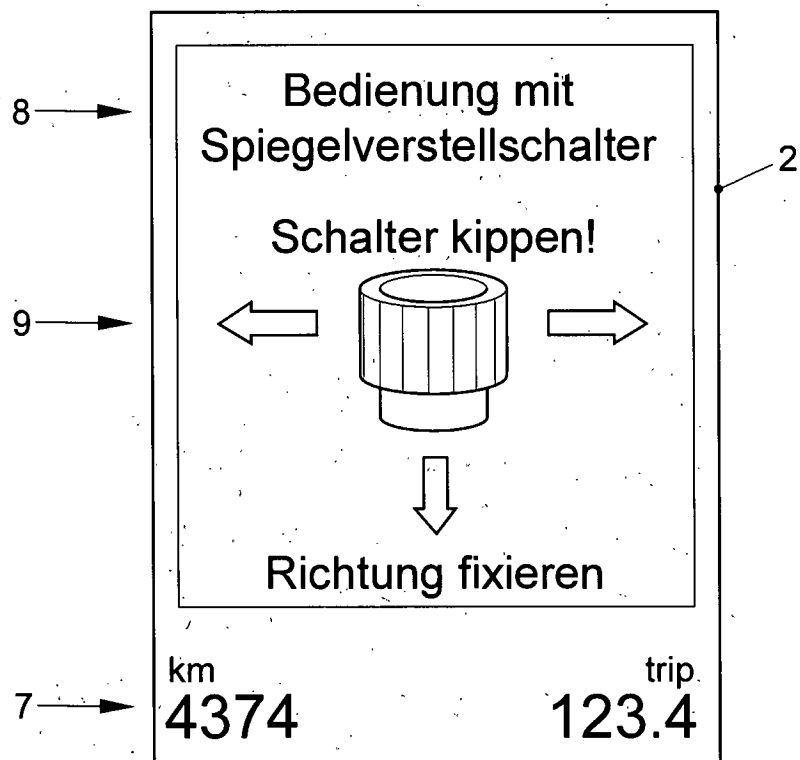 8
Bedienung mit
Spiegelverstellschalter
2
Schalter kippen!
9
Richtung fixieren
km trip
7
4374 123.4